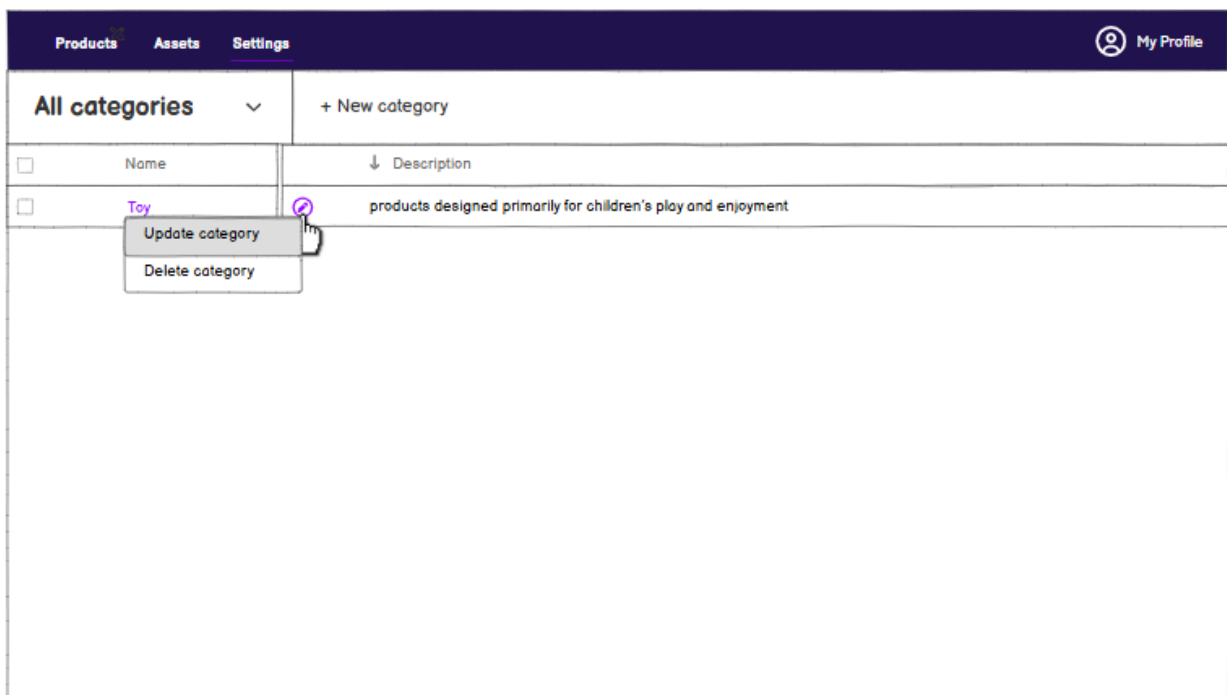 Products Assets Settings My Profile
All categories + New category
Name Description
Toy products designed primarily for children's play and enjoyment
Update category
Delete category